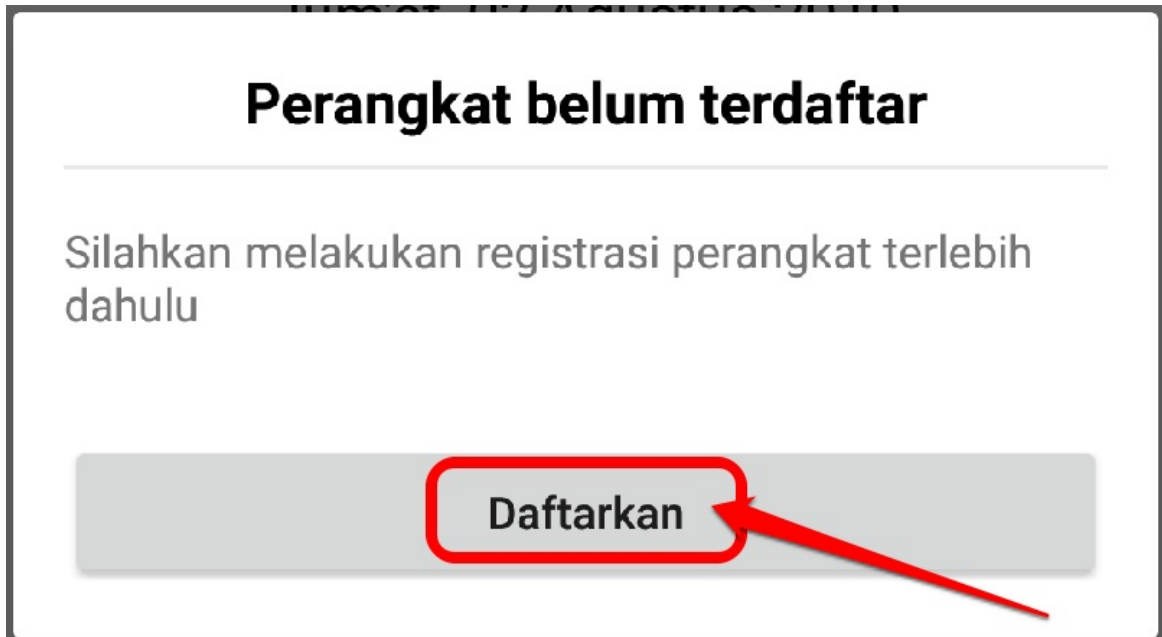 Perangkat belum terdaftar
Silahkan melakukan registrasi perangkat terlebih
dahulu
Daftarkan